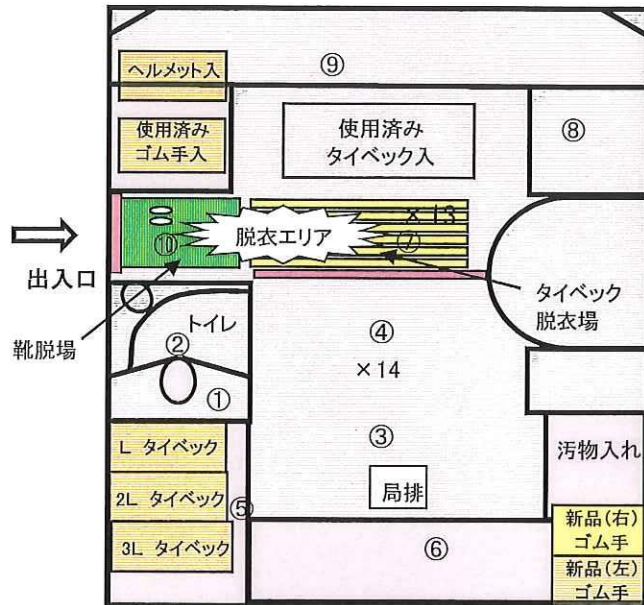 ⑨
ヘルメット入
使用済み
ゴム手入
使用済み
タイベック入
⑧
×13
脱衣エリア
⑩
⑦
出入口
靴脱場
タイベック
脱衣場
トイレ
②
①
④
×14
③
局排
L タイベック
2L タイベック
3L タイベック
⑤
⑥
汚物入れ
新品(右)
ゴム手
新品(左)
ゴム手